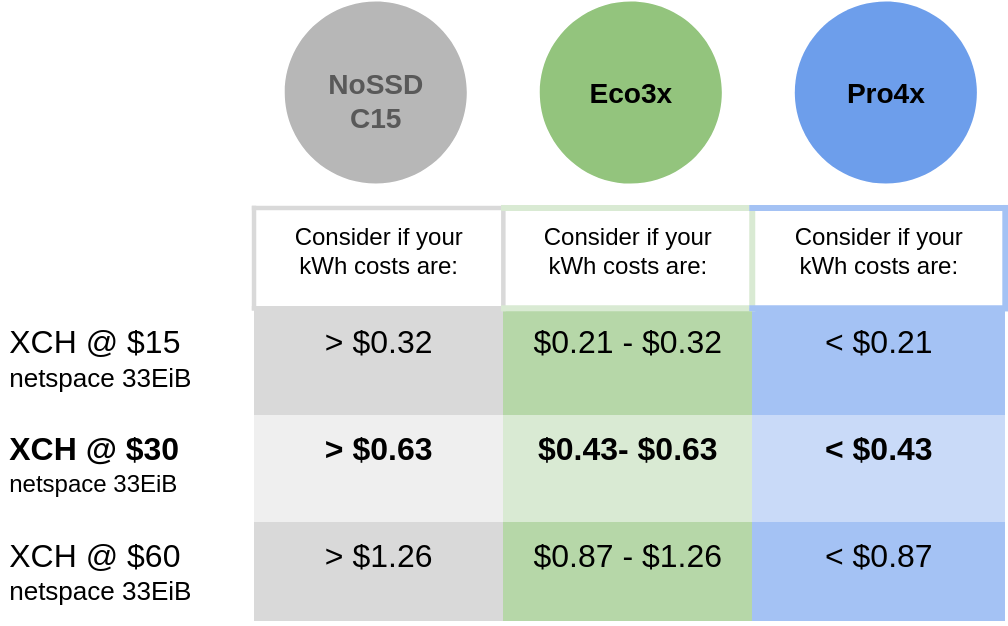 NoSSD
C15
Eco3x
Pro4x
Consider if your
kWh costs are:
Consider if your
kWh costs are:
Consider if your
kWh costs are:
XCH @ $15
netspace 33EiB
> $0.32
$0.21 - $0.32
< $0.21
XCH @ $30
netspace 33EiB
> $0.63
$0.43- $0.63
< $0.43
XCH @ $60
netspace 33EiB
> $1.26
$0.87 - $1.26
< $0.87